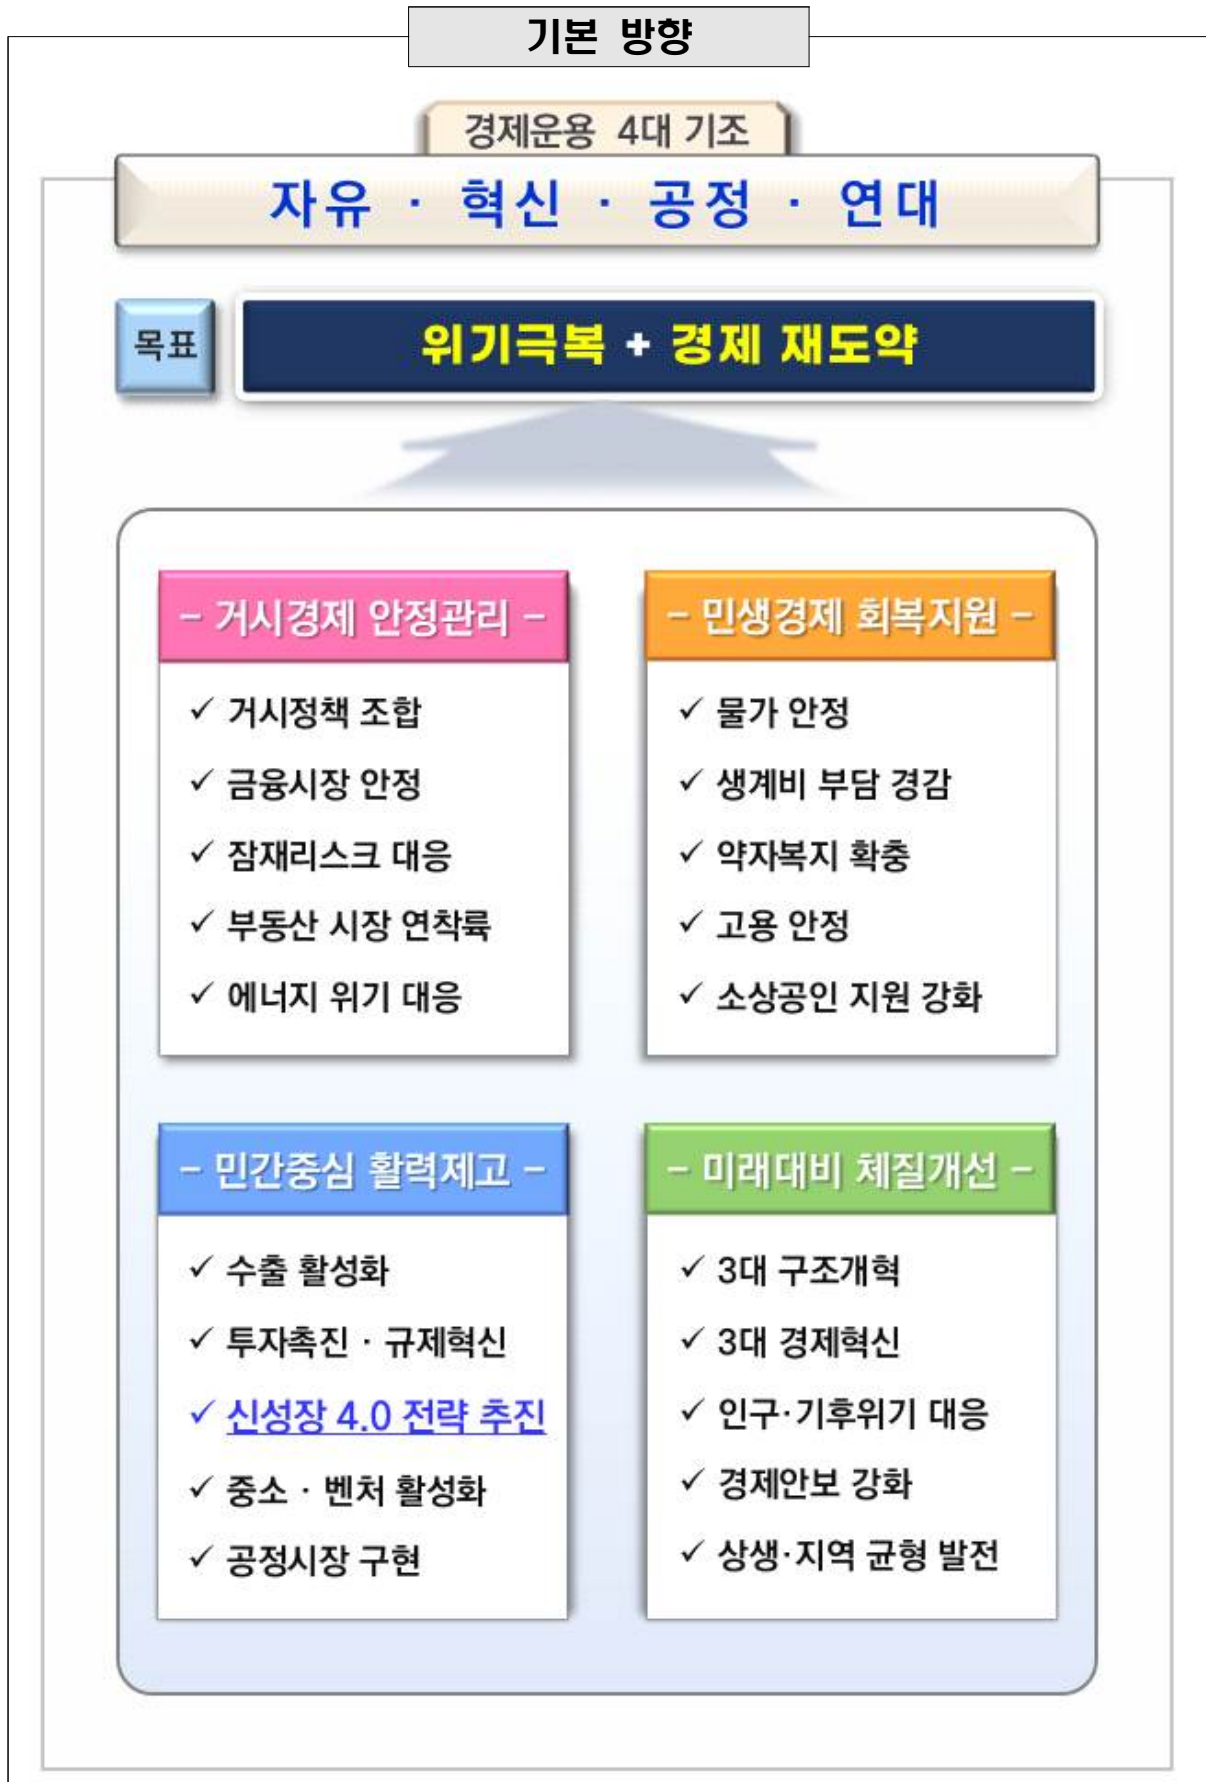 기본 방향
경제운용 4대 기조
자유 · 혁신 · 공정 · 연대
목표
위기극복 + 경제 재도약
- 거시경제 안정관리 -
✓ 거시정책 조합
✓ 금융시장 안정
✓ 잠재리스크 대응
✓ 부동산 시장 연착륙
✓ 에너지 위기 대응
- 민생경제 회복지원 -
✓ 물가 안정
✓ 생계비 부담 경감
✓ 약자복지 확충
✓ 고용 안정
✓ 소상공인 지원 강화
- 민간중심 활력제고 -
✓ 수출 활성화
✓ 투자촉진 · 규제혁신
✓ 신성장 4.0 전략 추진
✓ 중소 · 벤처 활성화
✓ 공정시장 구현
- 미래대비 체질개선 -
✓ 3대 구조개혁
✓ 3대 경제혁신
✓ 인구·기후위기 대응
✓ 경제안보 강화
✓ 상생·지역 균형 발전